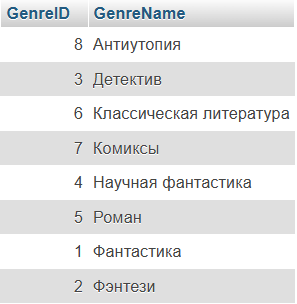 GenreID GenreName
8 Антиутопия
3 Детектив
6 Классическая литература
7 Комиксы
4 Научная фантастика
5 Роман
1 Фантастика
2 Фэнтези